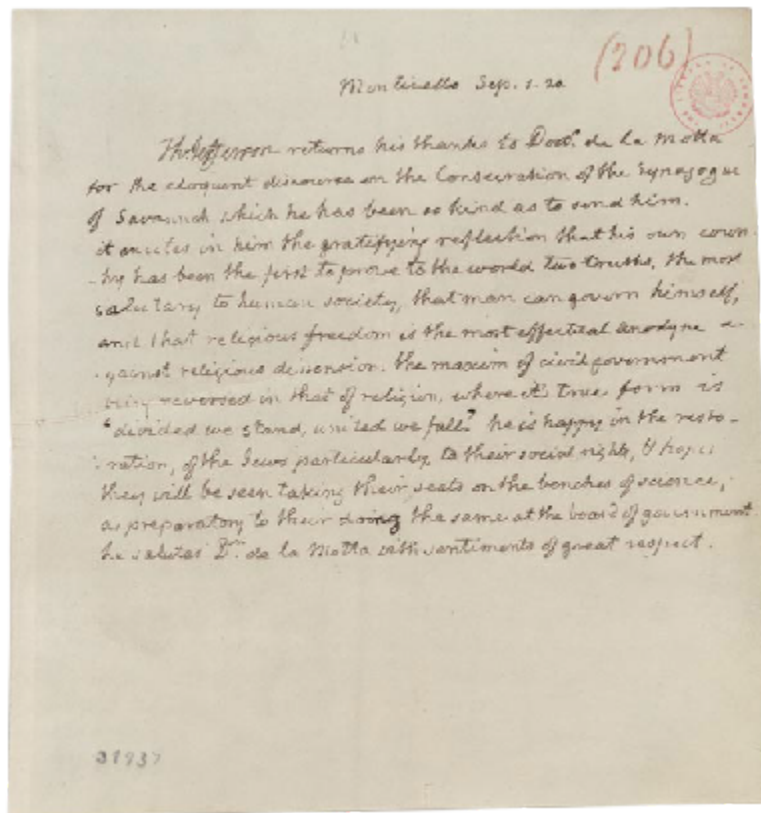 (206)
Monticello Sep. 1. 20
Th: Jefferson returns his thanks to Doctr. de la Motta
for the eloquent discourse on the Consecration of the Synagogue
of Savannah which he has been so kind as to send him.
it excites in him the gratifying reflection that his own coun-
-try has been the first to prove to the world two truths, the most
salutary to human society, that man can govern himself,
and that religious freedom is the most effectual anodyne a-
-gainst religious dissension: the maxim of civil government
being reversed in that of religion, where it's true form is
"divided we stand, united we fall." he is happy in the resto-
-ration, of the Jews particularly, to their social rights, & hopes
they will be seen taking their seats on the benches of science,
as preparatory to their doing the same at the board of government.
he salutes Dr. de la Motta with sentiments of great respect.